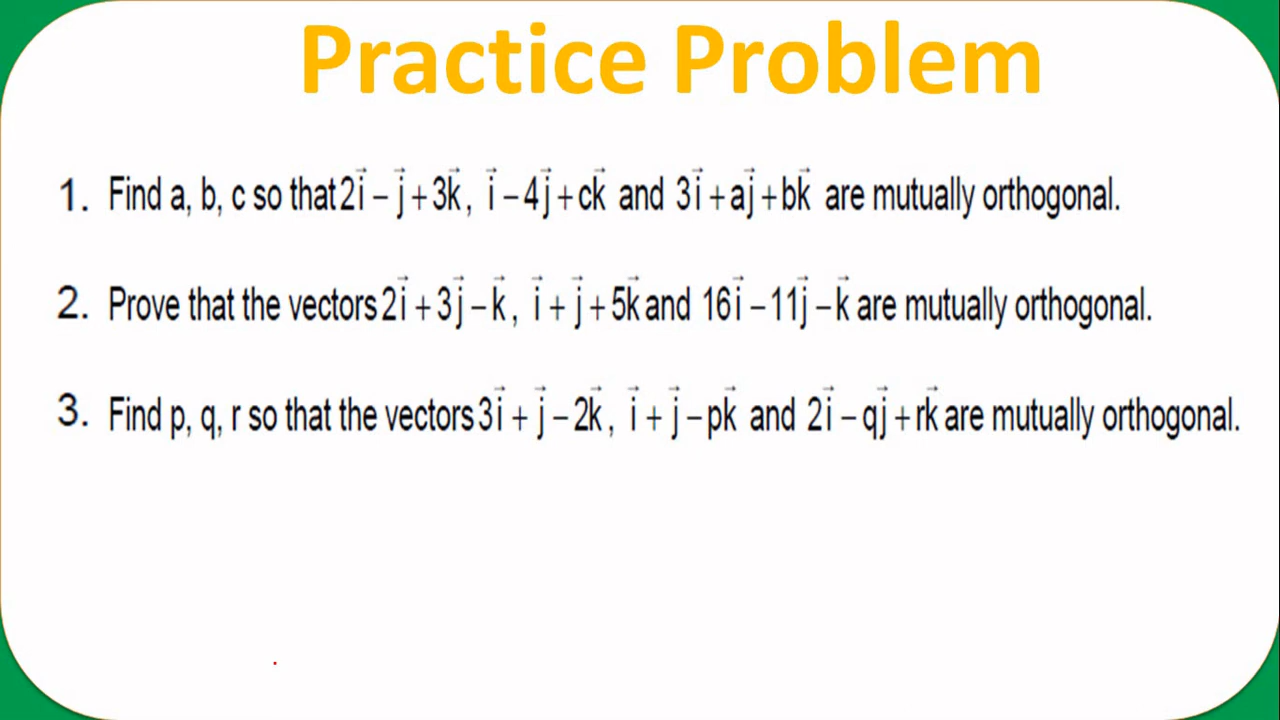 Practice Problem
1. Find a, b, c so that 2i⃗ – j⃗ + 3k⃗, i⃗ – 4j⃗ + ck⃗ and 3i⃗ + aj⃗ + bk⃗ are mutually orthogonal.
2. Prove that the vectors 2i⃗ + 3j⃗ – k⃗, i⃗ + j⃗ + 5k⃗ and 16i⃗ – 11j⃗ – k⃗ are mutually orthogonal.
3. Find p, q, r so that the vectors 3i⃗ + j⃗ – 2k⃗, i⃗ + j⃗ – pk⃗ and 2i⃗ – qj⃗ + rk⃗ are mutually orthogonal.